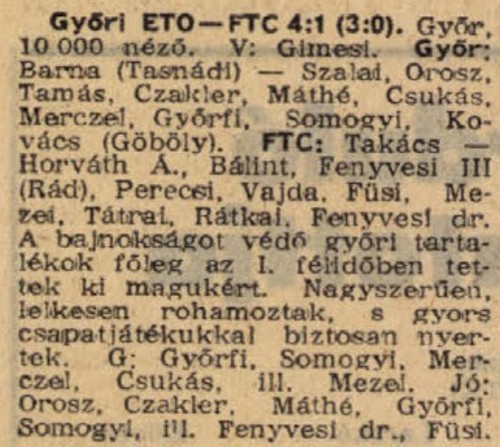 Győri ETO—FTC 4:1 (3:0). Győr,
10 000 néző. V: Gimesi. Győr:
Barna (Tasnádi) — Szalai, Orosz,
Tamás, Czakler, Máthé, Csukás,
Merczel, Győrfi, Somogyi, Ko-
vács (Göböly). FTC: Takács —
Horváth Á., Bálint, Fenyvesi III
(Rád), Perecsi, Vajda, Füsi, Me-
zei, Tátrai, Rátkai, Fenyvesi dr.
A bajnokságot védő győri tarta-
lékok főleg az I. félidőben tet-
tek ki magukért. Nagyszerűen,
lelkesen rohamoztak, s gyors
csapatjátékukkal biztosan nyer-
tek. G: Győrfi, Somogyi, Mer-
czel, Csukás, ill. Mezei. Jó:
Orosz, Czakler, Máthé, Győrfi,
Somogyi, ill. Fenyvesi dr., Füsi.